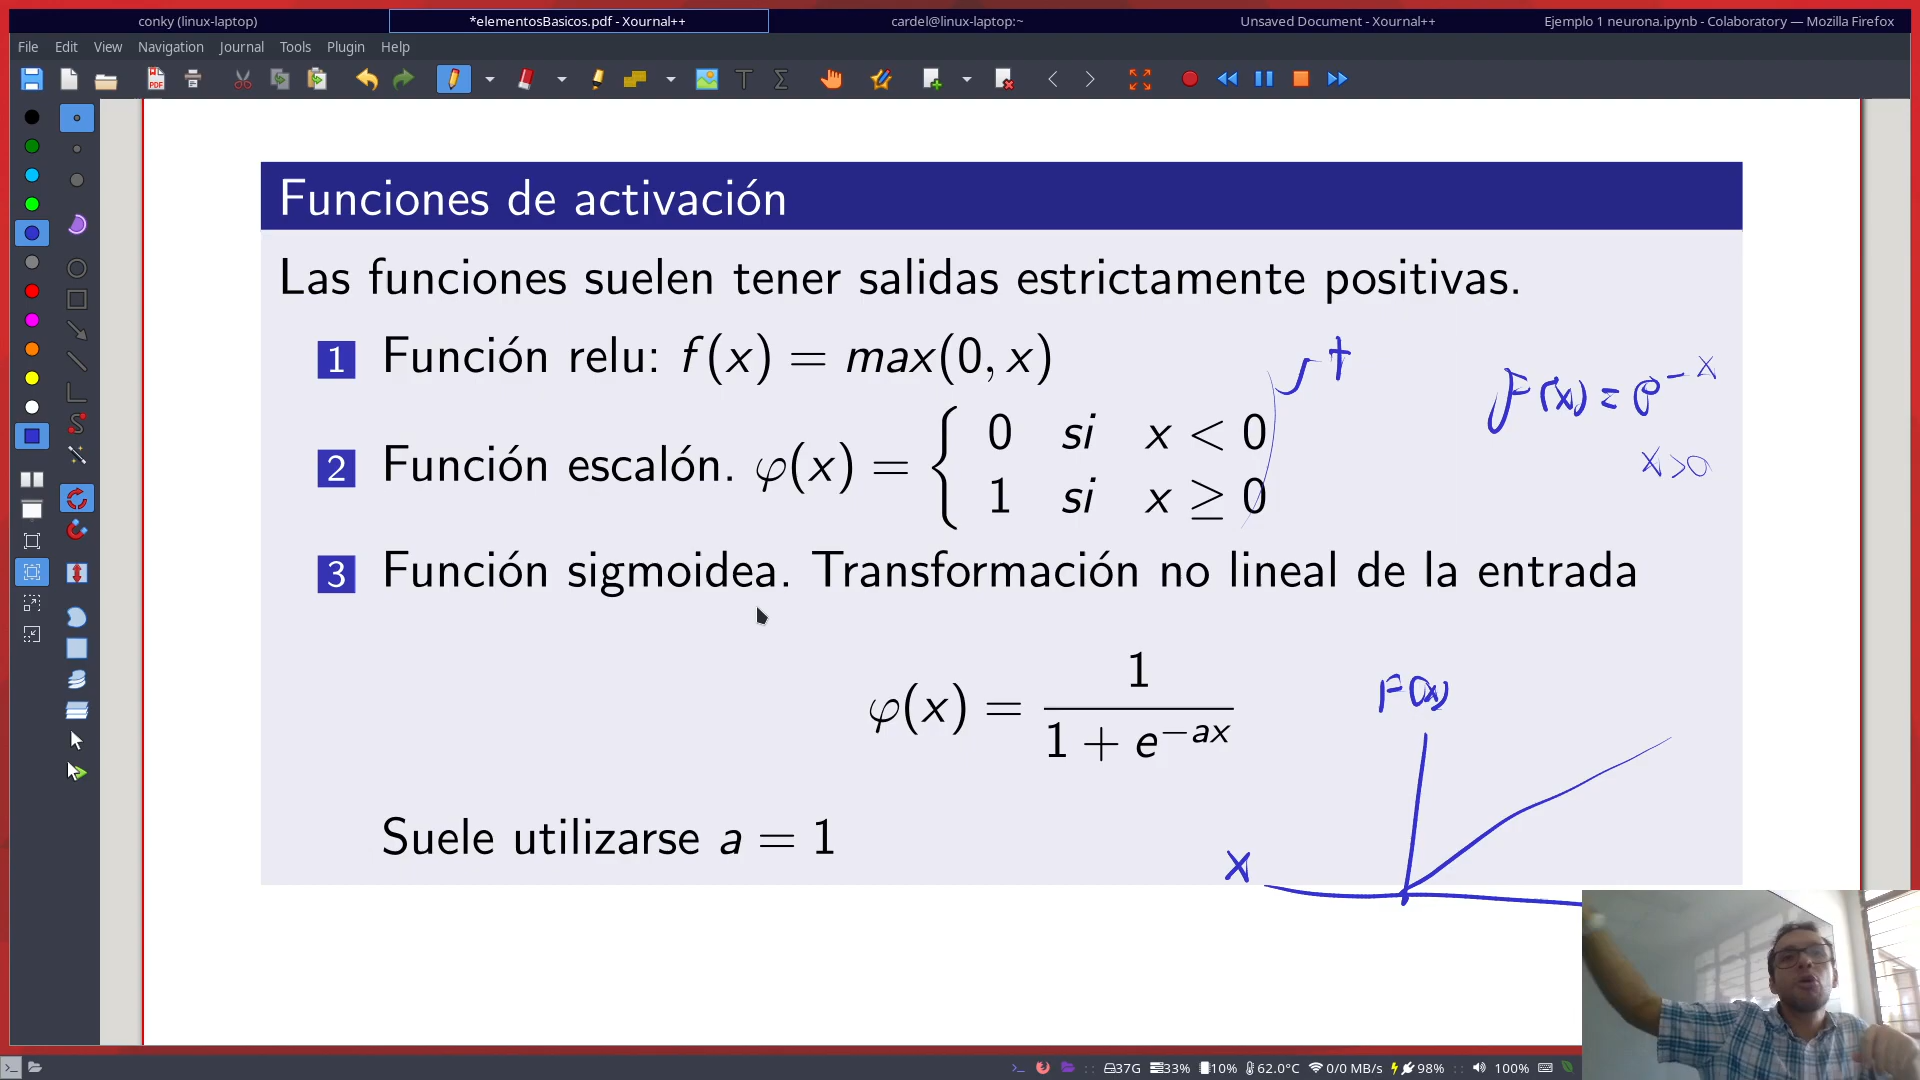 conky (linux-laptop) *elementosBasicos.pdf - Xournal++ cardel@linux-laptop:~ Unsaved Document - Xournal++ Ejemplo 1 neurona.ipynb - Colaboratory — Mozilla Firefox
File Edit View Navigation Journal Tools Plugin Help
Funciones de activación
Las funciones suelen tener salidas estrictamente positivas.
1 Función relu: f(x) = max(0, x)
F(x) = e^{-x}
x>0
2 Función escalón. φ(x) = { 0 si x < 0
1 si x ≥ 0
3 Función sigmoidea. Transformación no lineal de la entrada
φ(x) = 1 / (1 + e^{-ax})
F(x)
Suele utilizarse a = 1
X
37G 33% 10% 62.0°C 0/0 MB/s 98% 100%